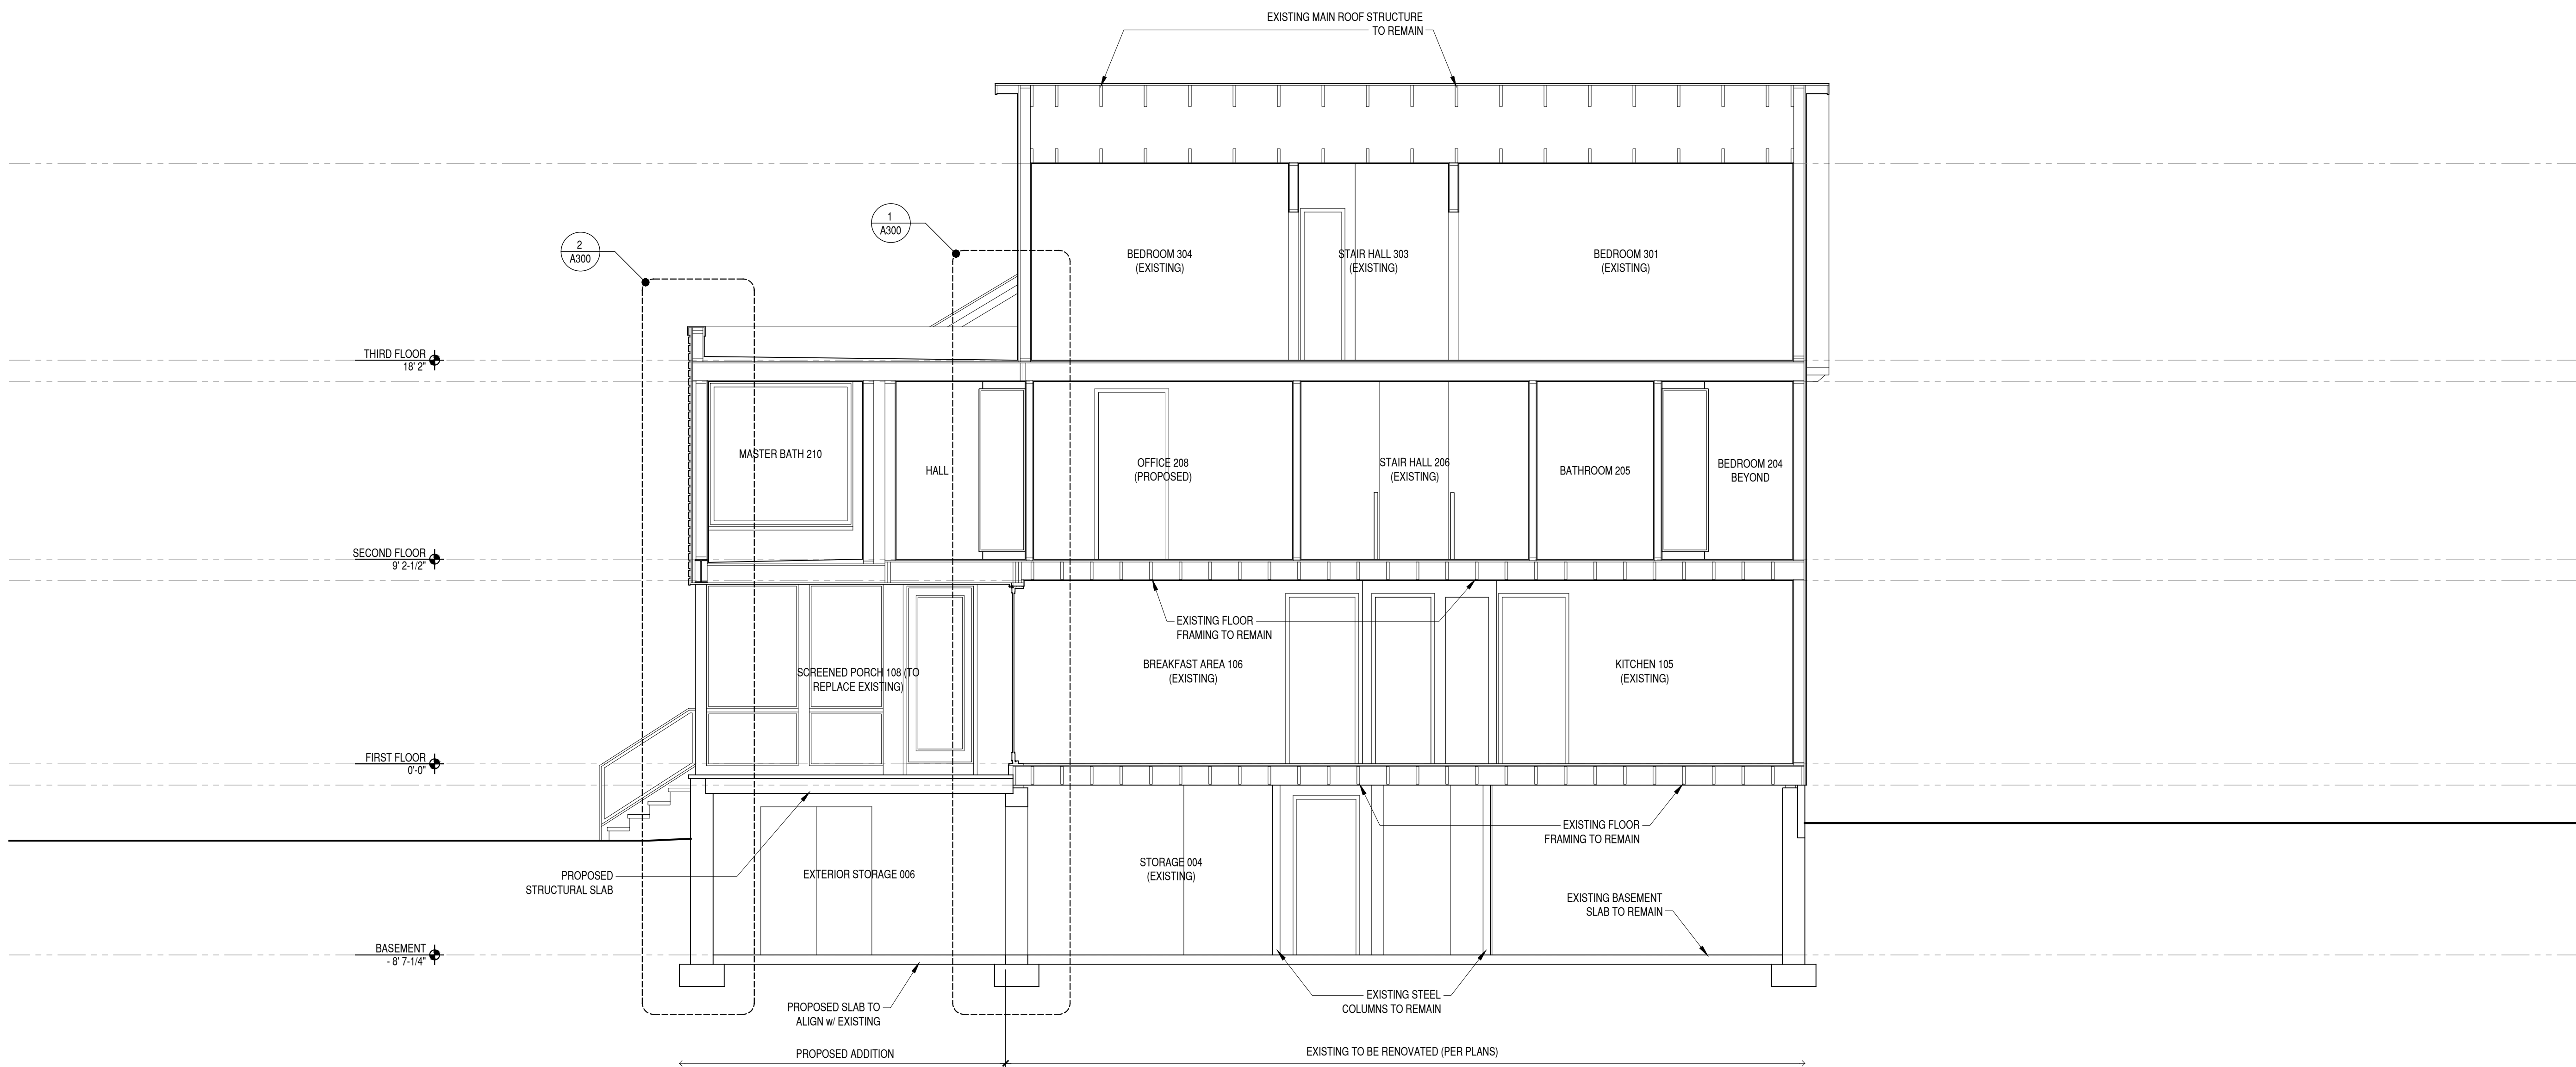 EXISTING MAIN ROOF STRUCTURE
TO REMAIN
1
A300
2
A300
BEDROOM 304
(EXISTING)
STAIR HALL 303
(EXISTING)
BEDROOM 301
(EXISTING)
THIRD FLOOR
18' 2"
MASTER BATH 210
HALL
OFFICE 208
(PROPOSED)
STAIR HALL 206
(EXISTING)
BATHROOM 205
BEDROOM 204
BEYOND
SECOND FLOOR
9' 2-1/2"
EXISTING FLOOR
FRAMING TO REMAIN
SCREENED PORCH 108 (TO
REPLACE EXISTING)
BREAKFAST AREA 106
(EXISTING)
KITCHEN 105
(EXISTING)
FIRST FLOOR
0'-0"
EXISTING FLOOR
FRAMING TO REMAIN
PROPOSED
STRUCTURAL SLAB
EXTERIOR STORAGE 006
STORAGE 004
(EXISTING)
EXISTING BASEMENT
SLAB TO REMAIN
BASEMENT
- 8' 7-1/4"
PROPOSED SLAB TO
ALIGN w/ EXISTING
EXISTING STEEL
COLUMNS TO REMAIN
PROPOSED ADDITION
EXISTING TO BE RENOVATED (PER PLANS)